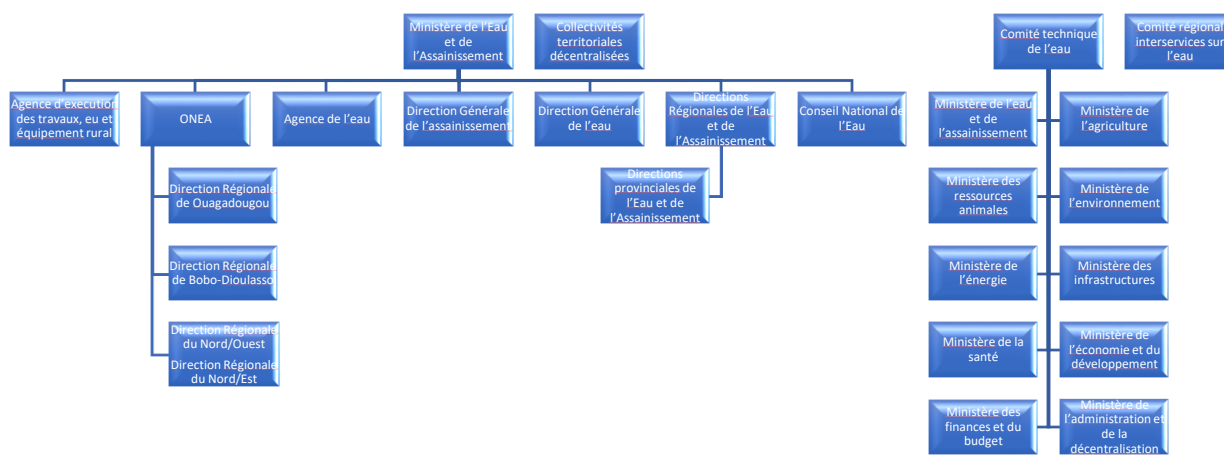 Ministère de l'Eau
et de
l'Assainissement
Collectivités
territoriales
décentralisées
Comité technique
de l'eau
Comité régional
interservices sur
l'eau
Agence d'exécution
des travaux, eu et
équipement rural
ONEA
Agence de l'eau
Direction Générale
de l'assainissement
Direction Générale
de l'eau
Directions
Régionales de l'Eau
et de
l'Assainissement
Conseil National de
l'Eau
Ministère de l'eau
et de
l'assainissement
Ministère de
l'agriculture
Direction Régionale
de Ouagadougou
Directions
provinciales de
l'Eau et de
l'Assainissement
Ministère des
ressources
animales
Ministère de
l'environnement
Direction Régionale
de Bobo-Dioulasso
Ministère de
l'énergie
Ministère des
infrastructures
Direction Régionale
du Nord/Ouest
Direction Régionale
du Nord/Est
Ministère de la
santé
Ministère de
l'économie et du
développement
Ministère des
finances et du
budget
Ministère de
l'administration et
de la
décentralisation